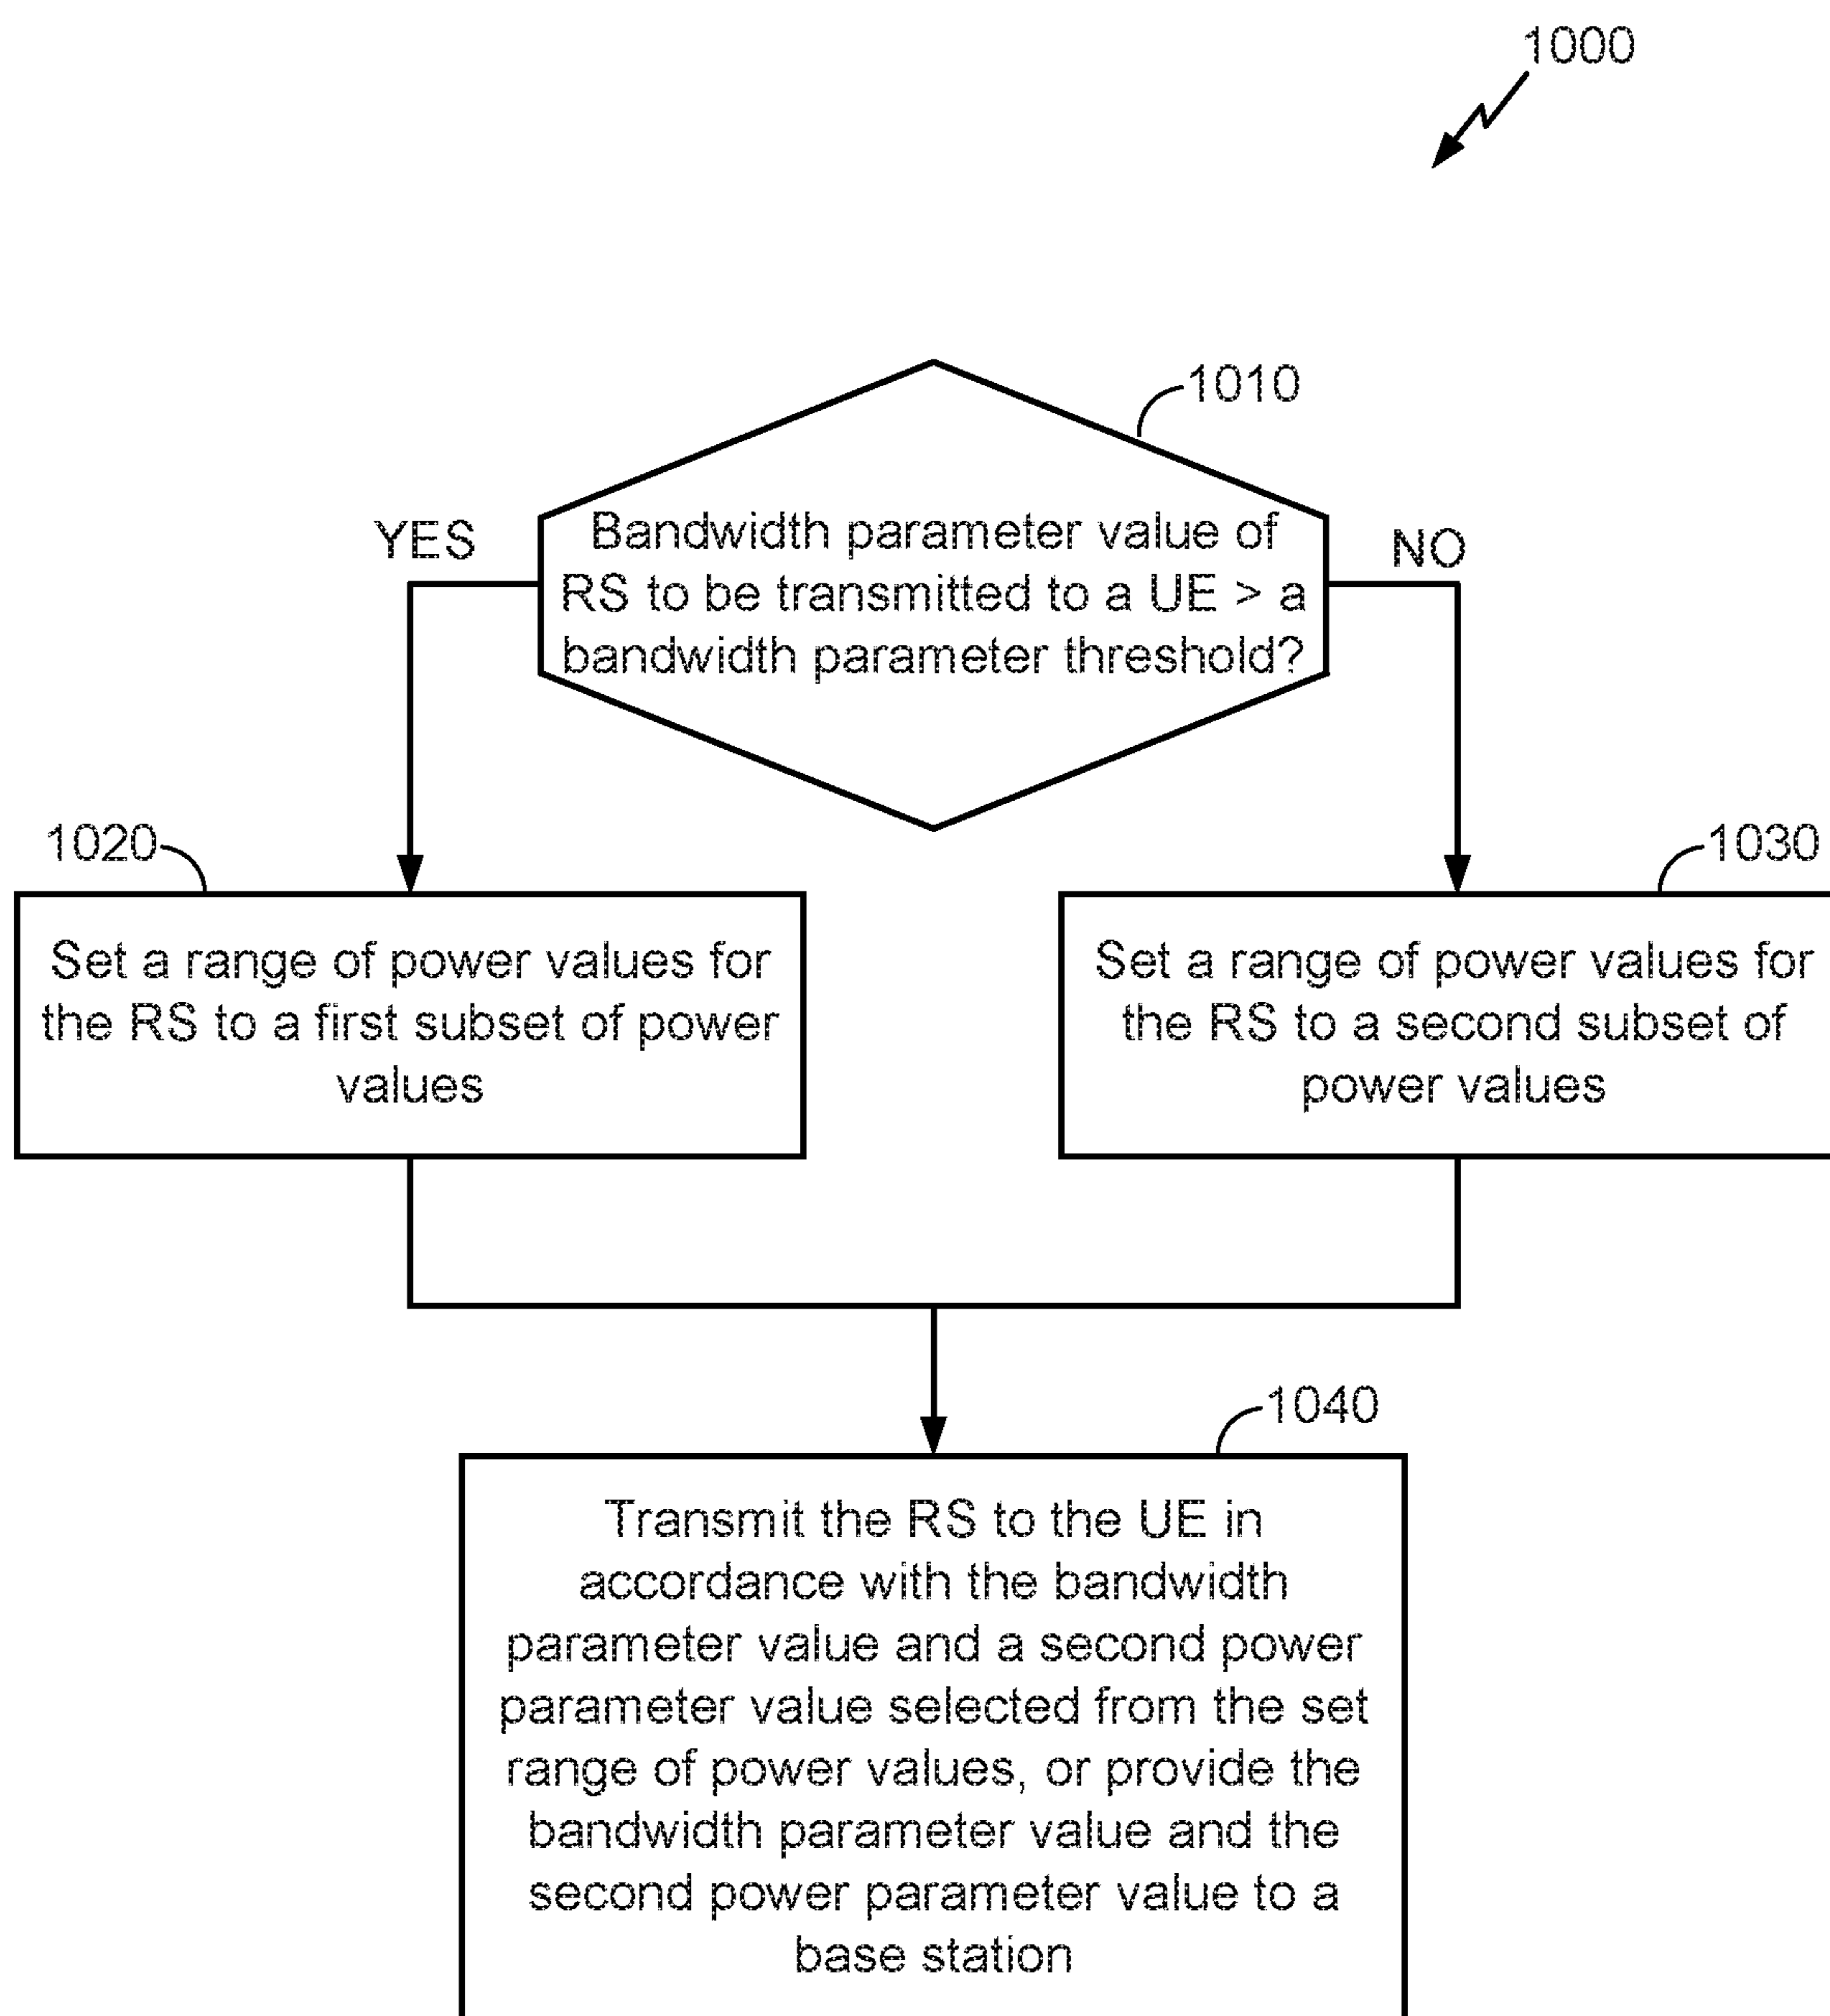 1000
1010
Bandwidth parameter value of
RS to be transmitted to a UE > a
bandwidth parameter threshold?
YES
NO
1020
1030
Set a range of power values for
the RS to a first subset of power
values
Set a range of power values for
the RS to a second subset of
power values
1040
Transmit the RS to the UE in
accordance with the bandwidth
parameter value and a second power
parameter value selected from the set
range of power values, or provide the
bandwidth parameter value and the
second power parameter value to a
base station